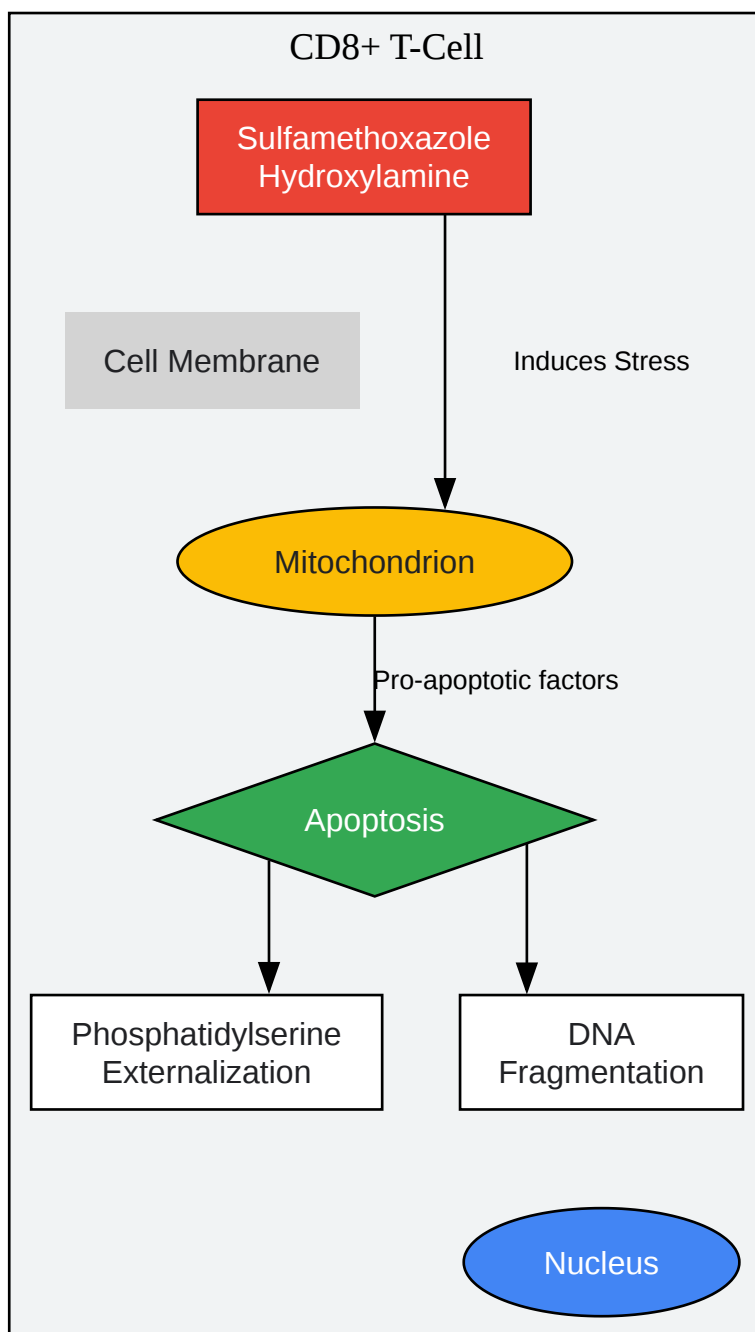 CD8+ T-Cell
Sulfamethoxazole
Hydroxylamine
Cell Membrane
Induces Stress
Mitochondrion
Pro-apoptotic factors
Apoptosis
Phosphatidylserine
Externalization
DNA
Fragmentation
Nucleus